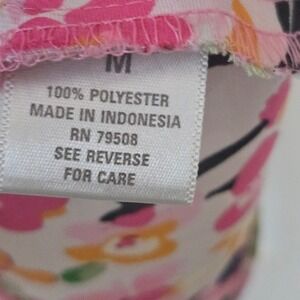 M
100% POLYESTER
MADE IN INDONESIA
RN 79508
SEE REVERSE
FOR CARE